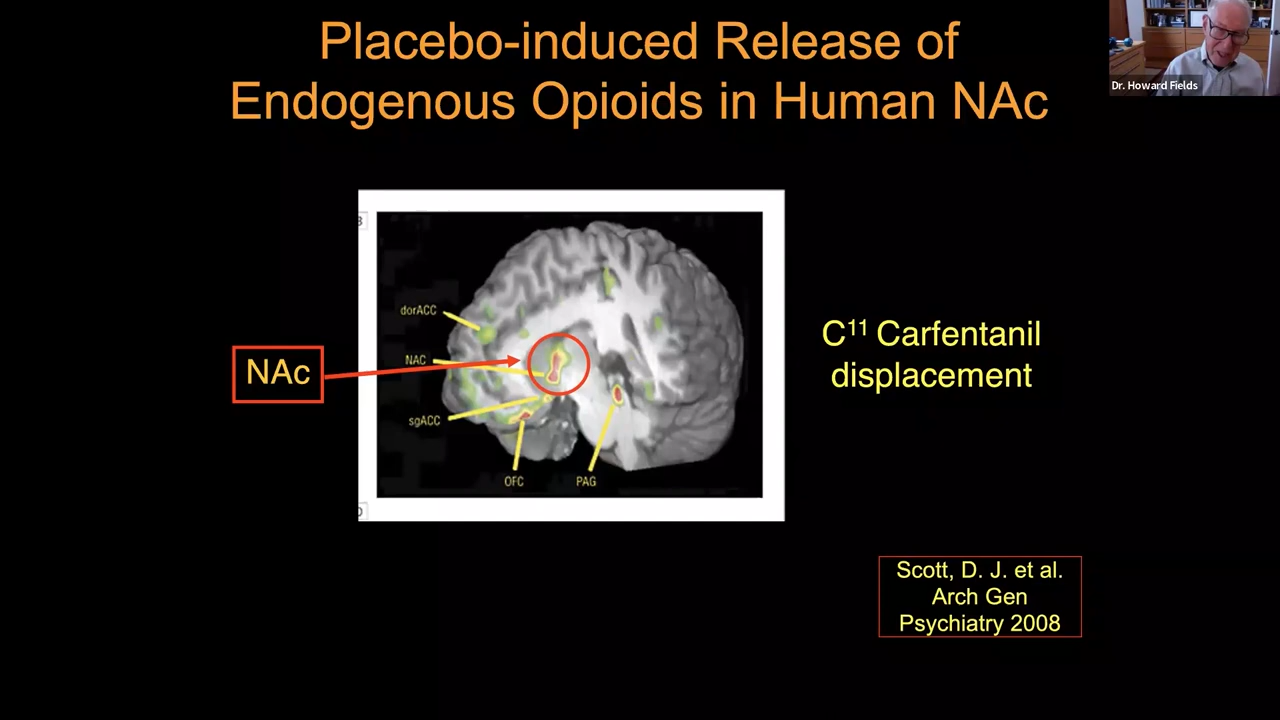 Placebo-induced Release of
Endogenous Opioids in Human NAc
Dr. Howard Fields
dorACC
NAC
NAc
sgACC
OFC
PAG
C¹¹ Carfentanil
displacement
Scott, D. J. et al.
Arch Gen
Psychiatry 2008